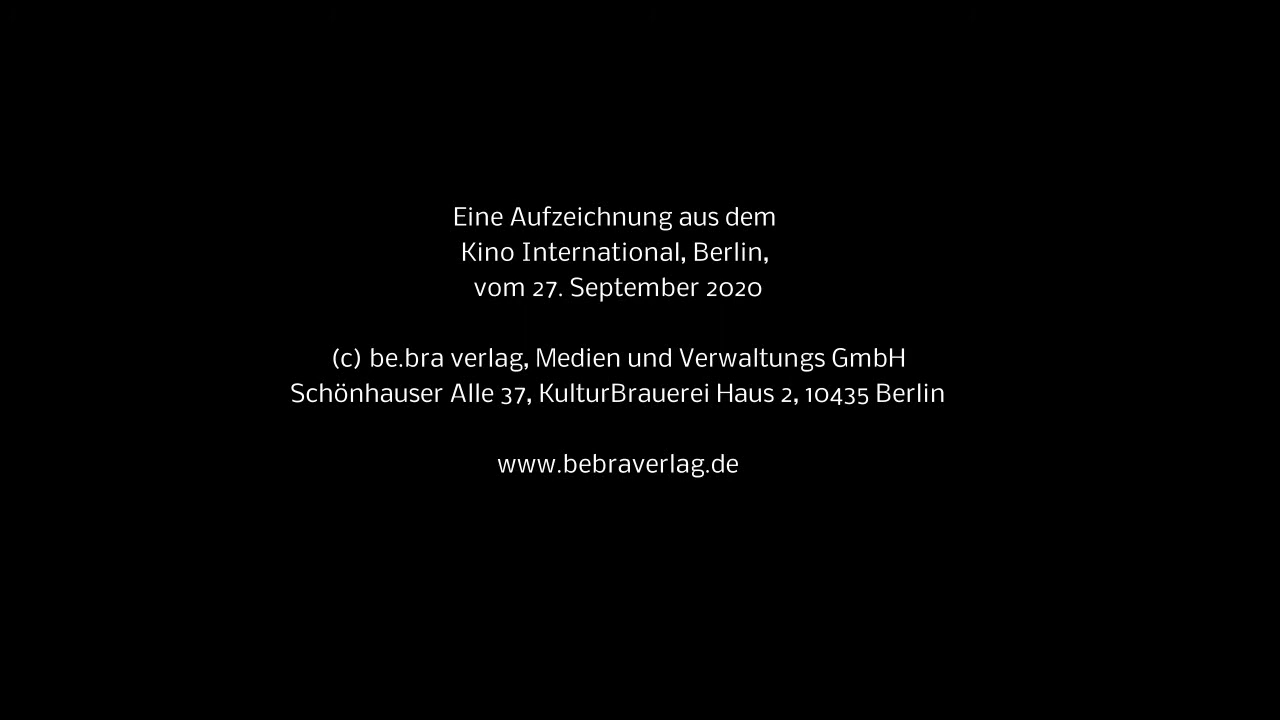 Eine Aufzeichnung aus dem
Kino International, Berlin,
vom 27. September 2020
(c) be.bra verlag, Medien und Verwaltungs GmbH
Schönhauser Alle 37, KulturBrauerei Haus 2, 10435 Berlin
www.bebraverlag.de